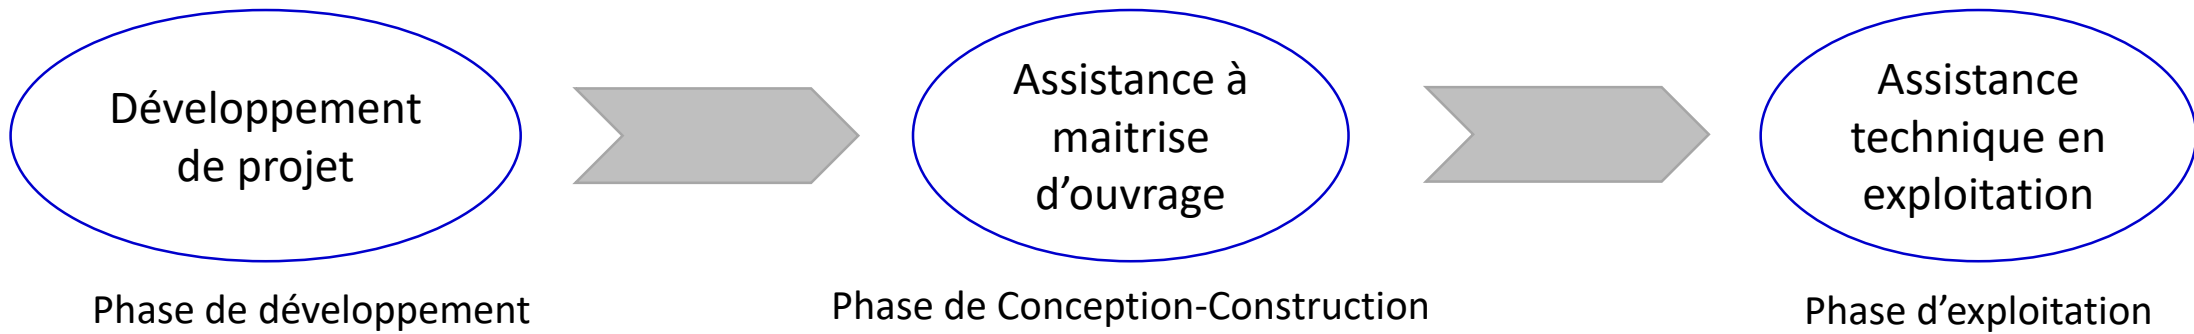 Développement
de projet
Assistance à
maitrise
d’ouvrage
Assistance
technique en
exploitation
Phase de développement
Phase de Conception-Construction
Phase d’exploitation